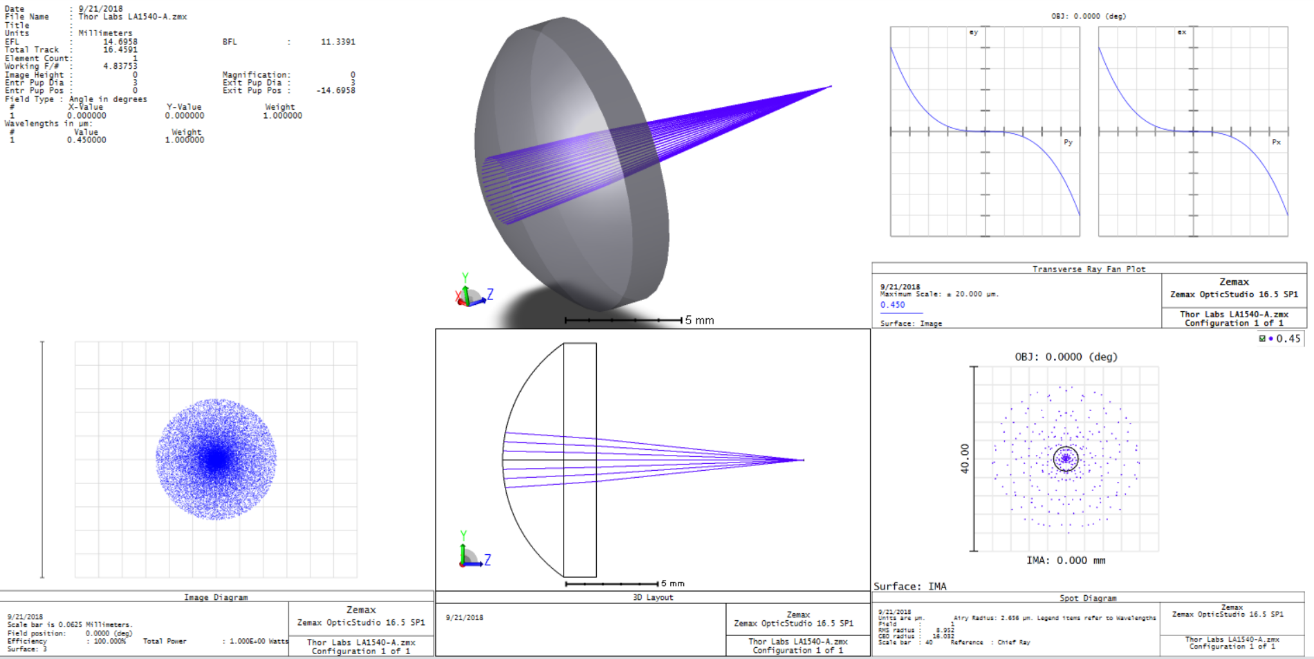 Date : 9/21/2018
File Name : Thor Labs LA1540-A.zmx
Title :
Units : Millimeters
EFL : 14.6958 BFL : 11.3391
Total Track : 16.4591
Element Count: 1
Working F/# : 4.83753
Image Height : 0 Magnification: 0
Entr Pup Dia : 3 Exit Pup Dia : 3
Entr Pup Pos : 0 Exit Pup Pos : -14.6958
Field Type : Angle in degrees
# X-Value Y-Value Weight
1 0.000000 0.000000 1.000000
Wavelengths in µm:
# Value Weight
1 0.450000 1.000000
Y
X
Z
5 mm
OBJ: 0.0000 (deg)
ey
Py
ex
Px
Transverse Ray Fan Plot
9/21/2018
Maximum Scale: ± 20.000 µm.
0.450
Surface: Image
Zemax
Zemax OpticStudio 16.5 SP1
Thor Labs LA1540-A.zmx
Configuration 1 of 1
Image Diagram
9/21/2018
Scale bar is 0.0625 Millimeters.
Field position: 0.0000 (deg)
Efficiency : 100.000% Total Power : 1.000E+00 Watts
Surface: 3
Zemax
Zemax OpticStudio 16.5 SP1
Thor Labs LA1540-A.zmx
Configuration 1 of 1
Y
Z
5 mm
3D Layout
9/21/2018
Zemax
Zemax OpticStudio 16.5 SP1
Thor Labs LA1540-A.zmx
Configuration 1 of 1
0.45
OBJ: 0.0000 (deg)
40.00
IMA: 0.000 mm
Surface: IMA
Spot Diagram
9/21/2018
Units are µm. Airy Radius: 2.656 µm. Legend items refer to Wavelengths
Field : 1
RMS radius :
GEO radius :
Scale bar : 40 Reference : Chief Ray
Zemax
Zemax OpticStudio 16.5 SP1
Thor Labs LA1540-A.zmx
Configuration 1 of 1